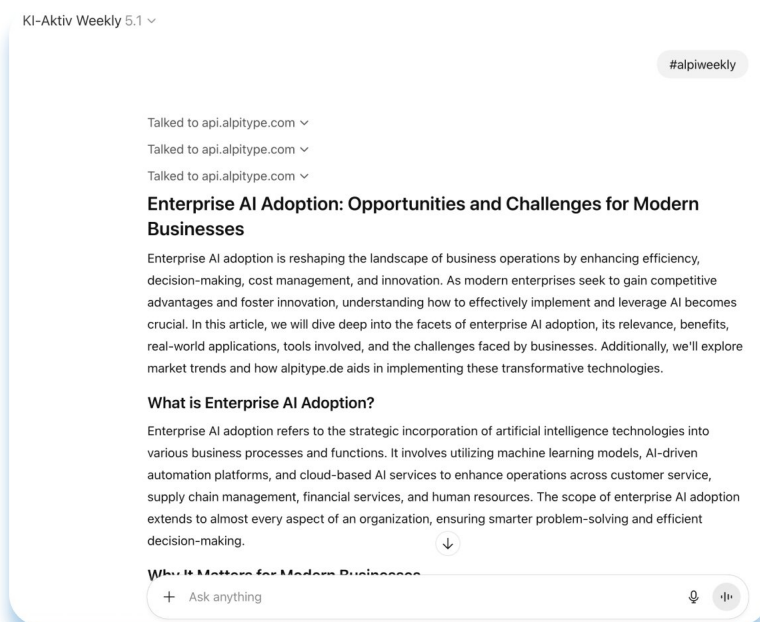 KI-Aktiv Weekly 5.1
#alpiweekly
Talked to api.alpitype.com
Talked to api.alpitype.com
Talked to api.alpitype.com
Enterprise AI Adoption: Opportunities and Challenges for Modern
Businesses
Enterprise AI adoption is reshaping the landscape of business operations by enhancing efficiency,
decision-making, cost management, and innovation. As modern enterprises seek to gain competitive
advantages and foster innovation, understanding how to effectively implement and leverage AI becomes
crucial. In this article, we will dive deep into the facets of enterprise AI adoption, its relevance, benefits,
real-world applications, tools involved, and the challenges faced by businesses. Additionally, we'll explore
market trends and how alpitype.de aids in implementing these transformative technologies.
What is Enterprise AI Adoption?
Enterprise AI adoption refers to the strategic incorporation of artificial intelligence technologies into
various business processes and functions. It involves utilizing machine learning models, AI-driven
automation platforms, and cloud-based AI services to enhance operations across customer service,
supply chain management, financial services, and human resources. The scope of enterprise AI adoption
extends to almost every aspect of an organization, ensuring smarter problem-solving and efficient
decision-making.
Why It Matters for Modern Businesses
Ask anything